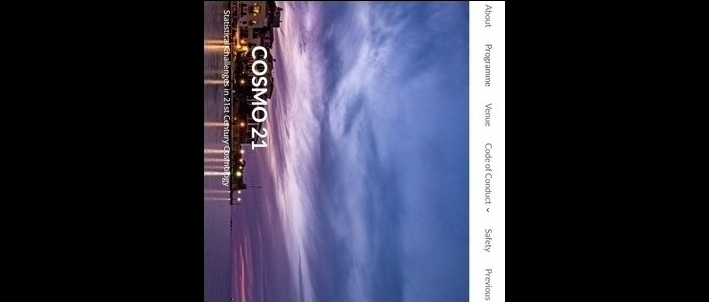 About Programme Venue Code of Conduct Safety Previous
COSMO 21
Statistical Challenges in 21st Century Cosmology